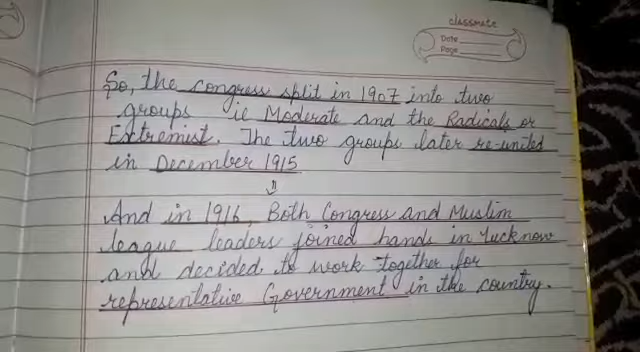 classmate
Date
Page
So, the congress split in 1907 into two
groups ie Moderate and the Radicals or
Extremist. The two groups later re-united
in December 1915
And in 1916, Both Congress and Muslim
league leaders joined hands in Lucknow
and decided to work together for
representative Government in the country.